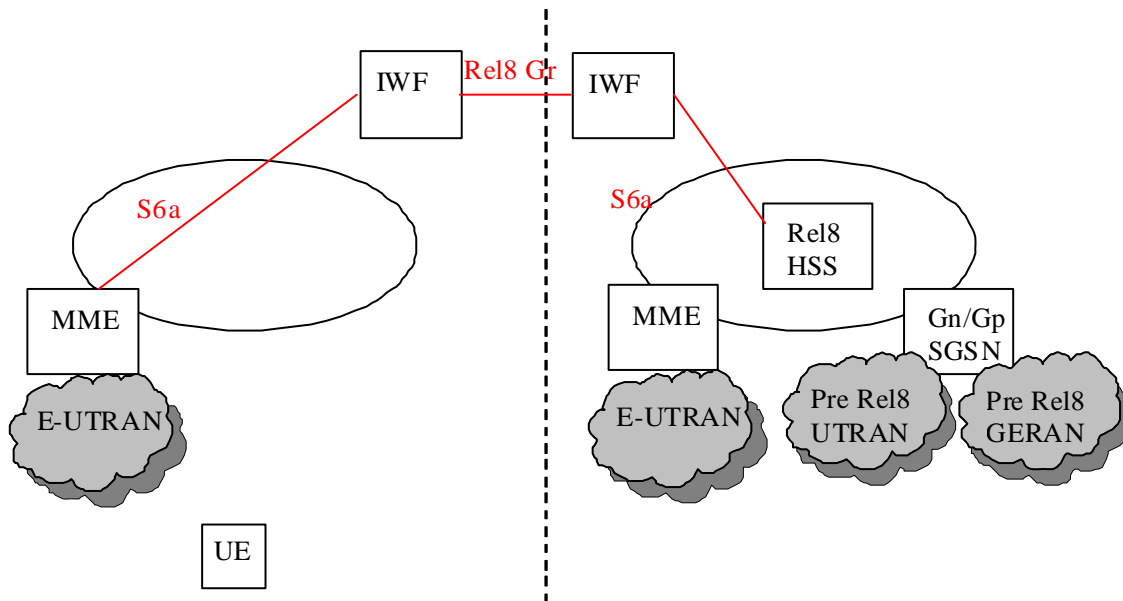 IWF
Rel8 Gr
IWF
S6a
S6a
Rel8
HSS
MME
MME
Gn/Gp
SGSN
E-UTRAN
E-UTRAN
Pre Rel8
UTRAN
Pre Rel8
GERAN
UE